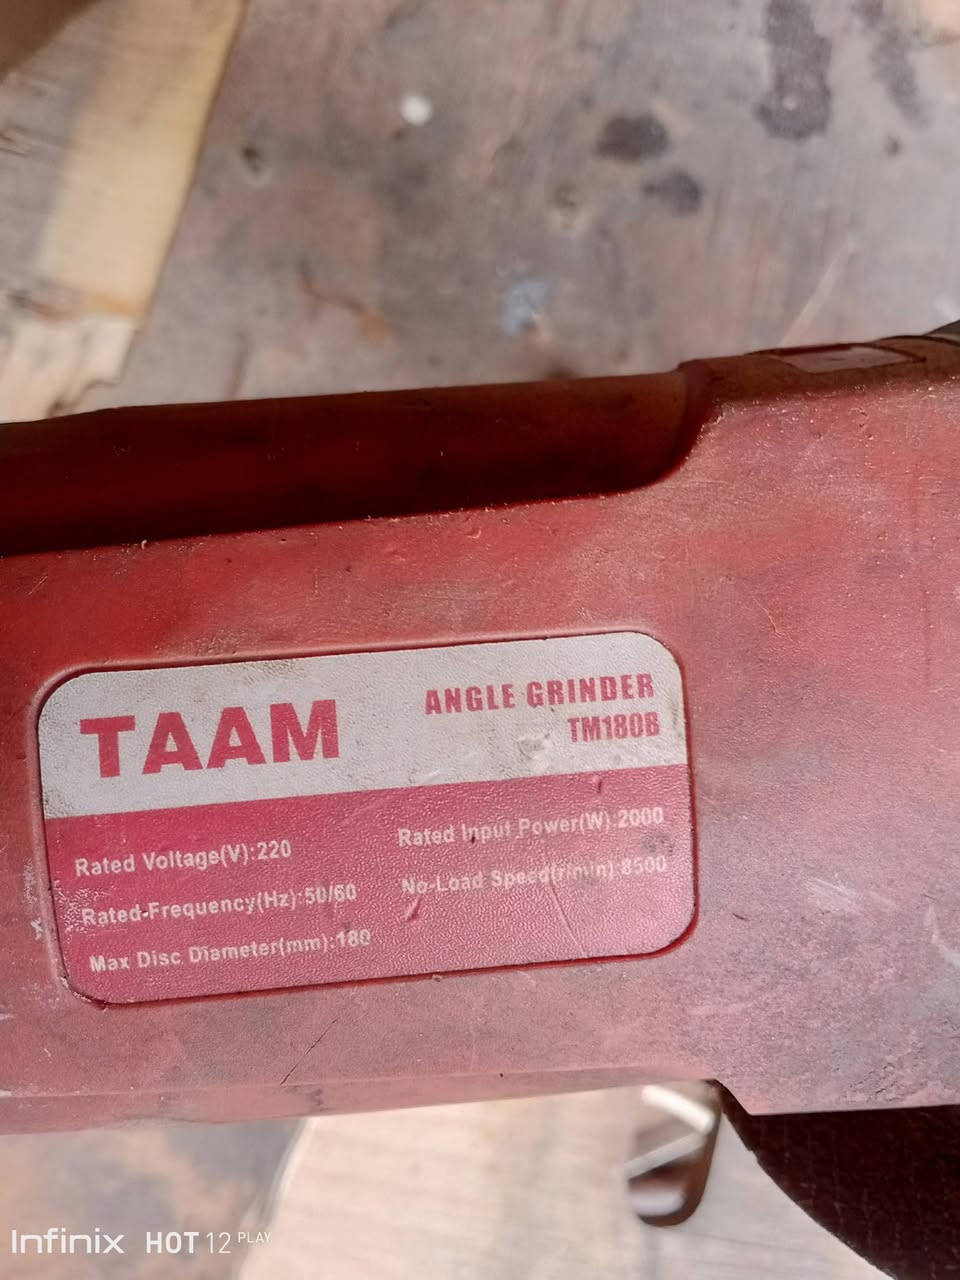 TAAM
ANGLE GRINDER
TM180B
Rated Voltage(V):220
Rated Input Power(W):2000
Rated-Frequency(Hz):50/60
No-Load Speed(r/min):8500
Max Disc Diameter(mm):180
Infinix HOT 12 PLAY